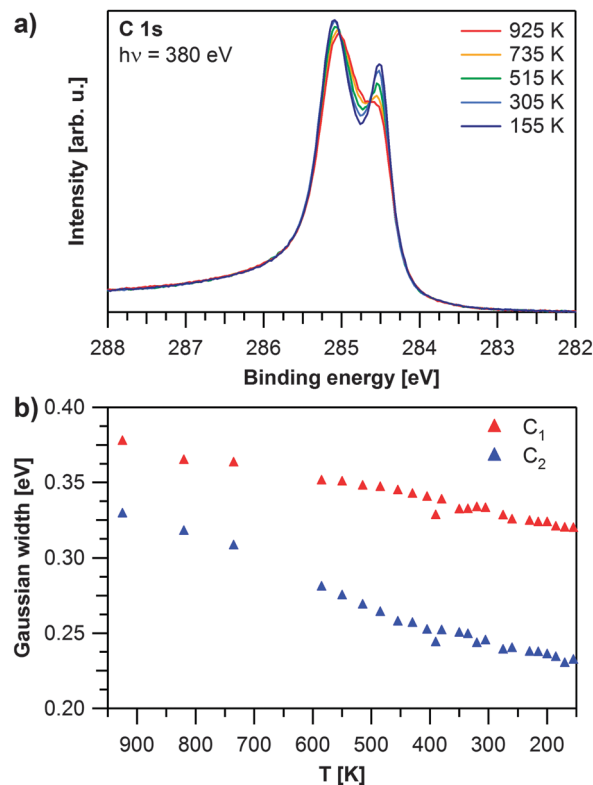 a)
C 1s
hν = 380 eV
925 K
735 K
515 K
305 K
155 K
Intensity [arb. u.]
288 287 286 285 284 283 282
Binding energy [eV]
b)
0.40
0.35
0.30
0.25
0.20
C₁
C₂
Gaussian width [eV]
900 800 700 600 500 400 300 200
T [K]